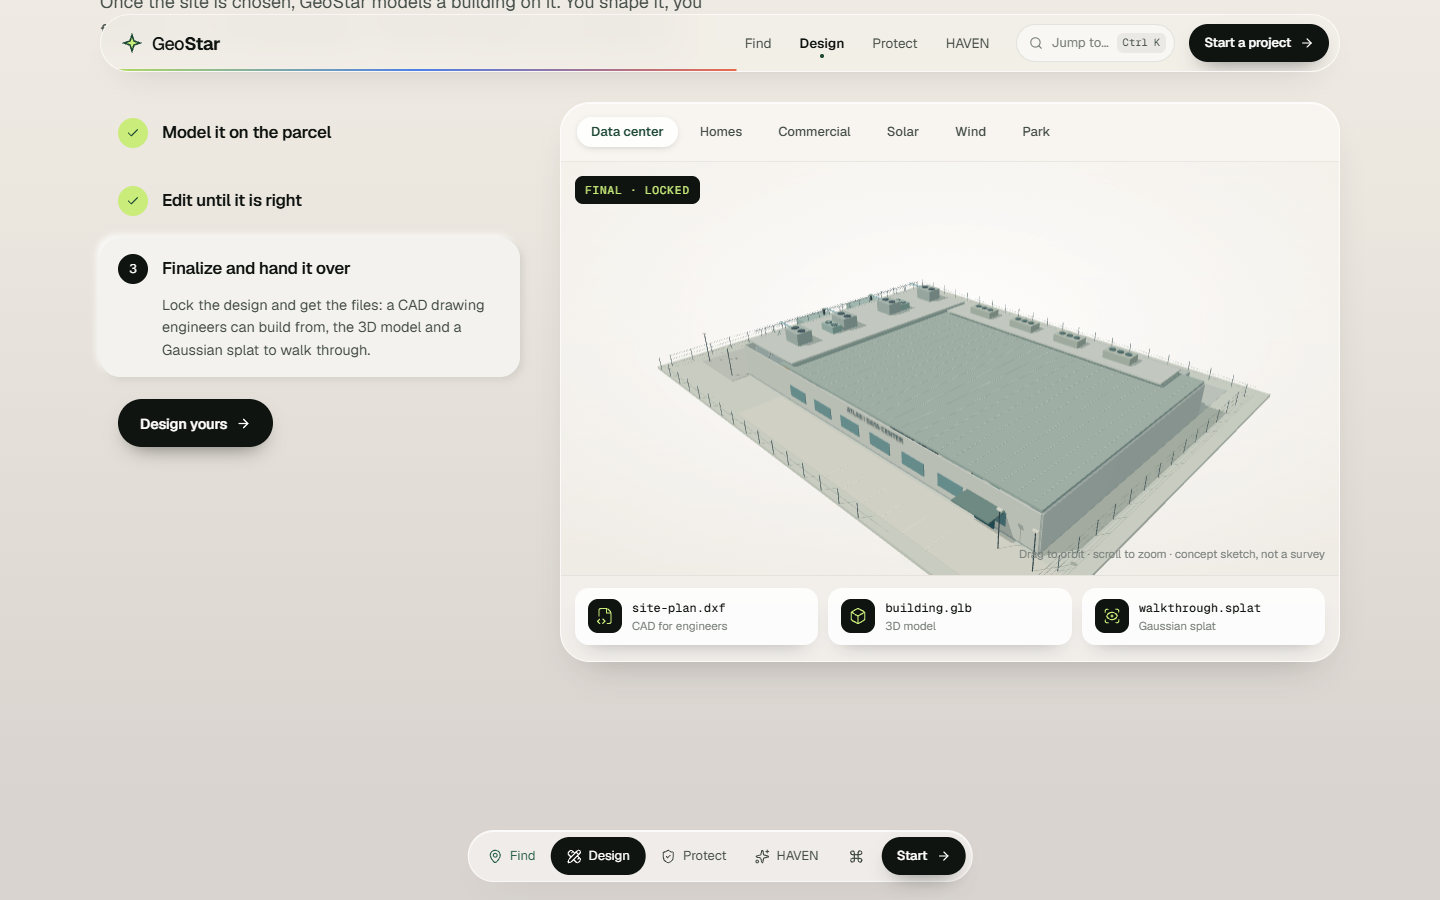 Once the site is chosen, GeoStar models a building on it. You shape it, you
GeoStar
Find
Design
Protect
HAVEN
Jump to...
Ctrl K
Start a project
Model it on the parcel
Edit until it is right
3
Finalize and hand it over
Lock the design and get the files: a CAD drawing
engineers can build from, the 3D model and a
Gaussian splat to walk through.
Design yours
Data center
Homes
Commercial
Solar
Wind
Park
FINAL · LOCKED
ATLAS I DATA CENTER
Drag to orbit · scroll to zoom · concept sketch, not a survey
site-plan.dxf
CAD for engineers
building.glb
3D model
walkthrough.splat
Gaussian splat
Find
Design
Protect
HAVEN
Start